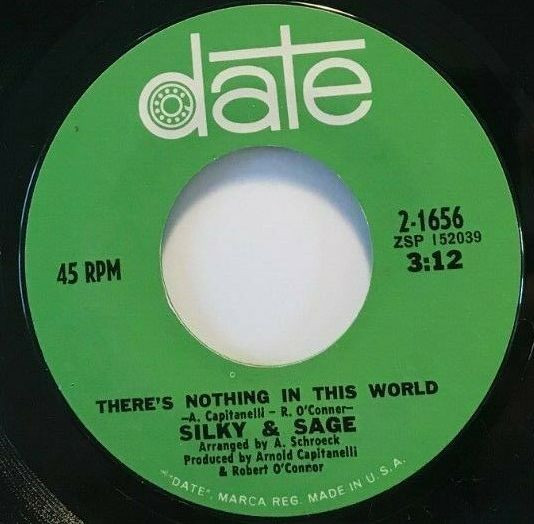 date
2-1656
ZSP 152039
3:12
45 RPM
THERE'S NOTHING IN THIS WORLD
-A. Capitanelli - R. O'Conner-
SILKY & SAGE
Arranged by A. Schroeck
Produced by Arnold Capitanelli
& Robert O'Connor
"DATE", MARCA REG. MADE IN U.S.A.